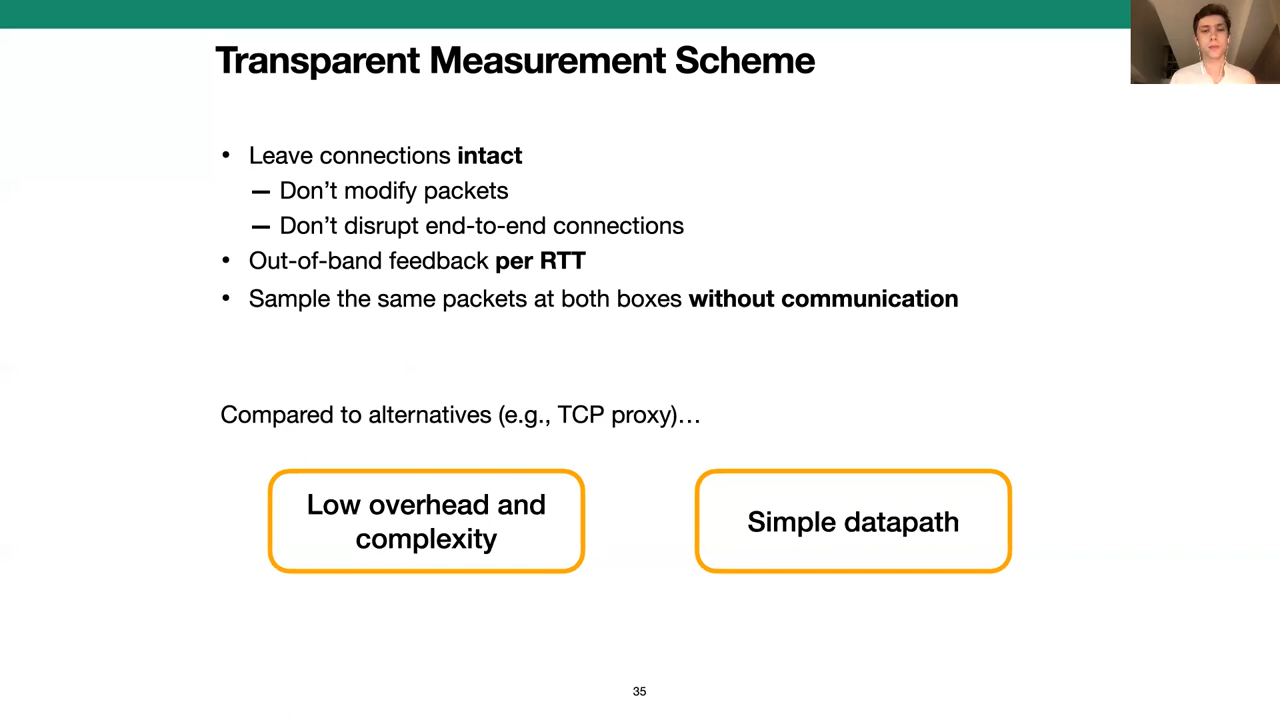 Transparent Measurement Scheme
• Leave connections intact
— Don’t modify packets
— Don’t disrupt end-to-end connections
• Out-of-band feedback per RTT
• Sample the same packets at both boxes without communication
Compared to alternatives (e.g., TCP proxy)…
Low overhead and
complexity
Simple datapath
35